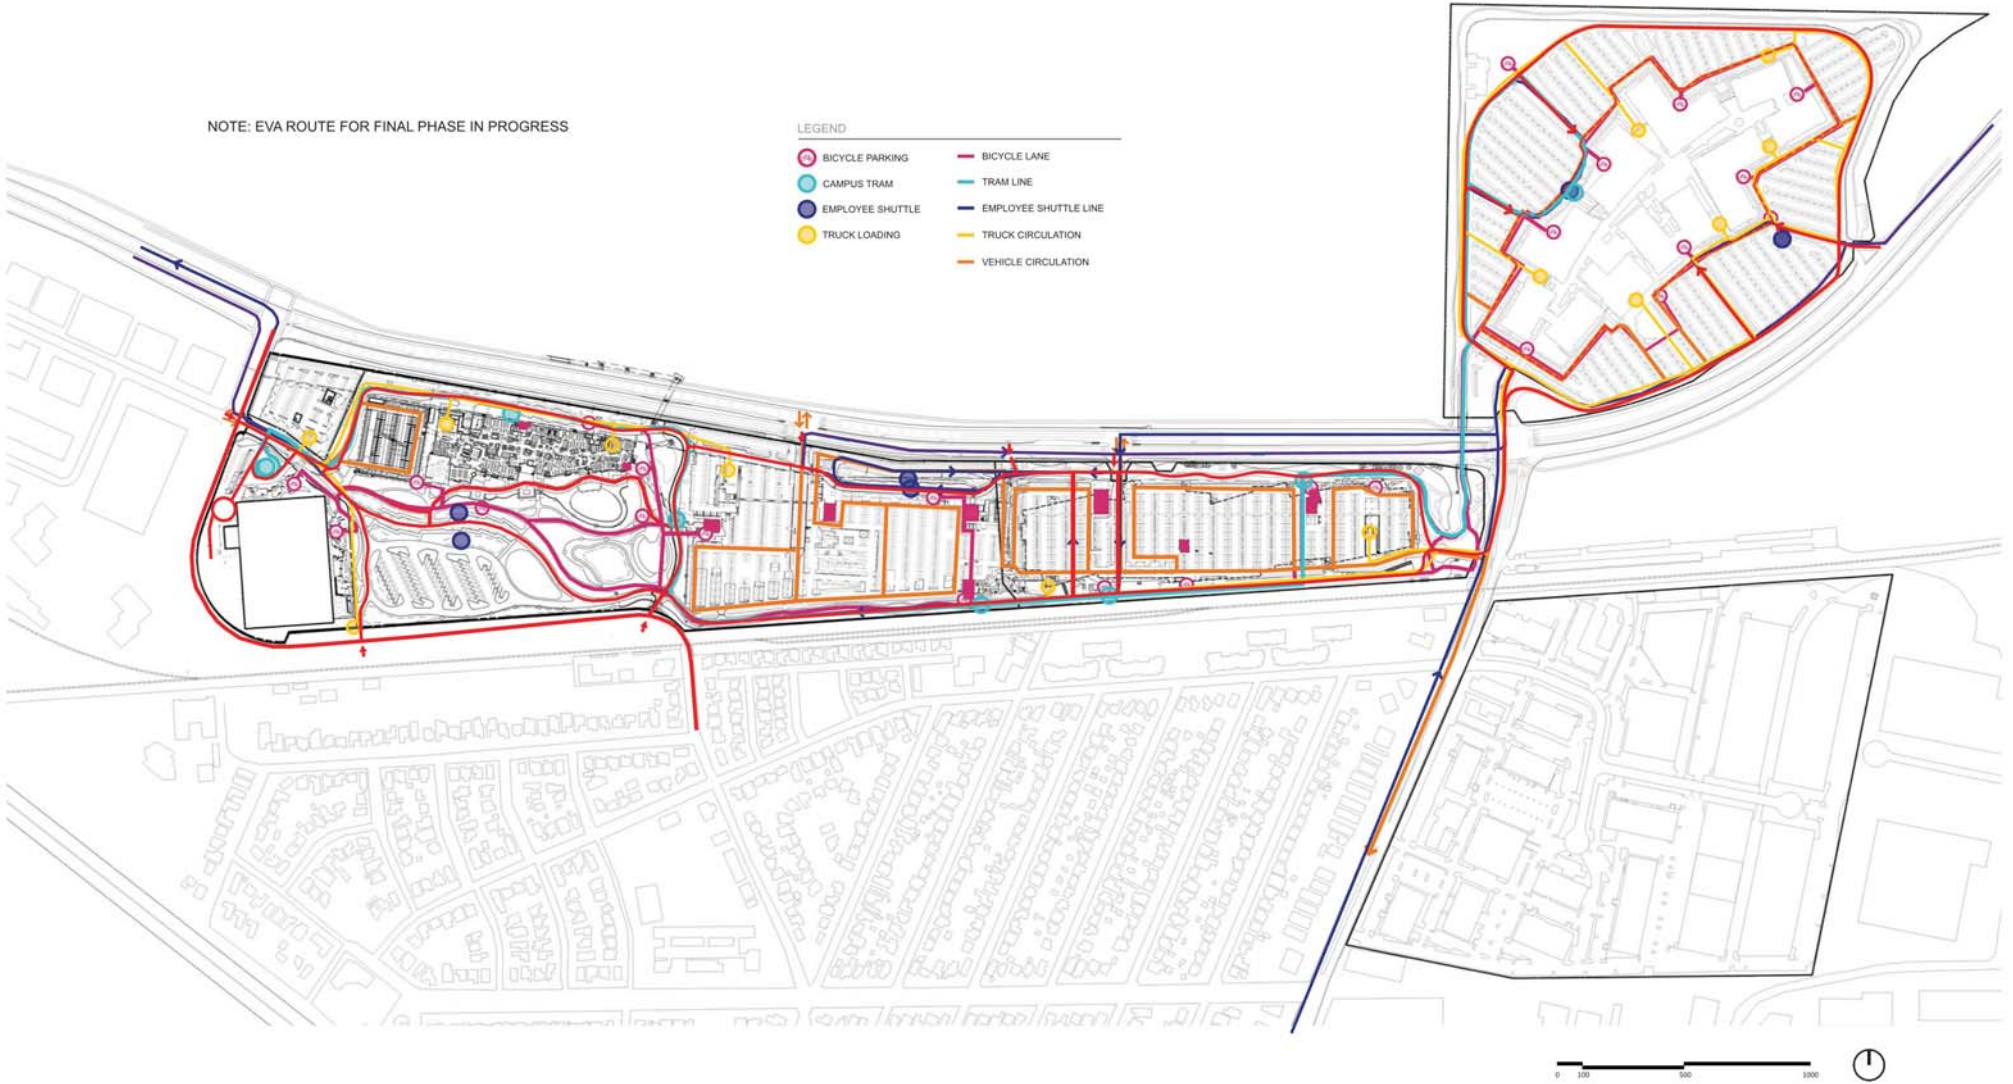 NOTE: EVA ROUTE FOR FINAL PHASE IN PROGRESS
LEGEND
BICYCLE PARKING
CAMPUS TRAM
EMPLOYEE SHUTTLE
TRUCK LOADING
BICYCLE LANE
TRAM LINE
EMPLOYEE SHUTTLE LINE
TRUCK CIRCULATION
VEHICLE CIRCULATION
0 100 500 1000